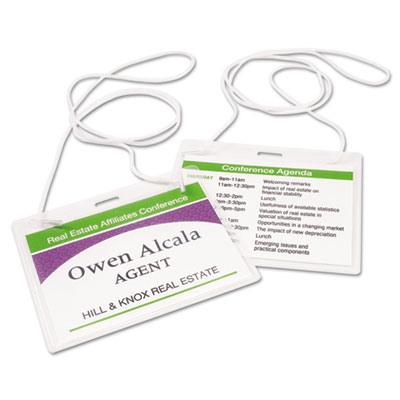 Real Estate Affiliates Conference
Owen Alcala
AGENT
HILL & KNOX REAL ESTATE
Conference Agenda
8am-11am Welcoming remarks
11am-12:30pm Impact of real estate on
financial stability
Lunch
12:30-2pm Usefulness of available statistics
Valuation of real estate in
special situations
Opportunities in a changing market
The impact of new depreciation
Lunch
Emerging issues and
practical components